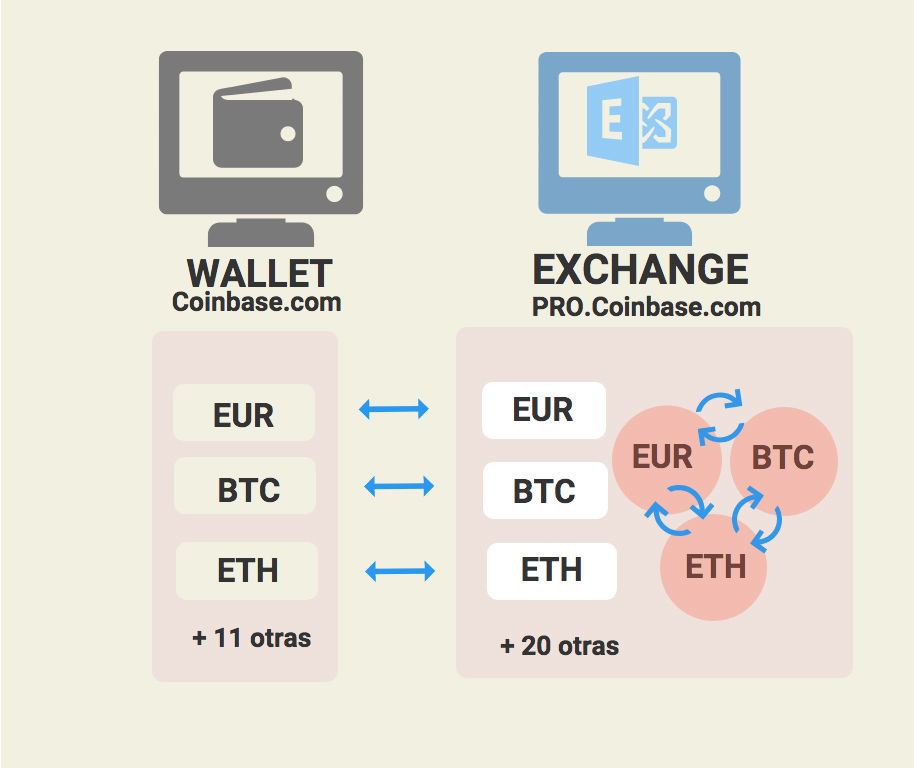 E
WALLET
Coinbase.com
EXCHANGE
PRO.Coinbase.com
EUR
BTC
ETH
+ 11 otras
EUR
BTC
ETH
+ 20 otras
EUR
BTC
ETH